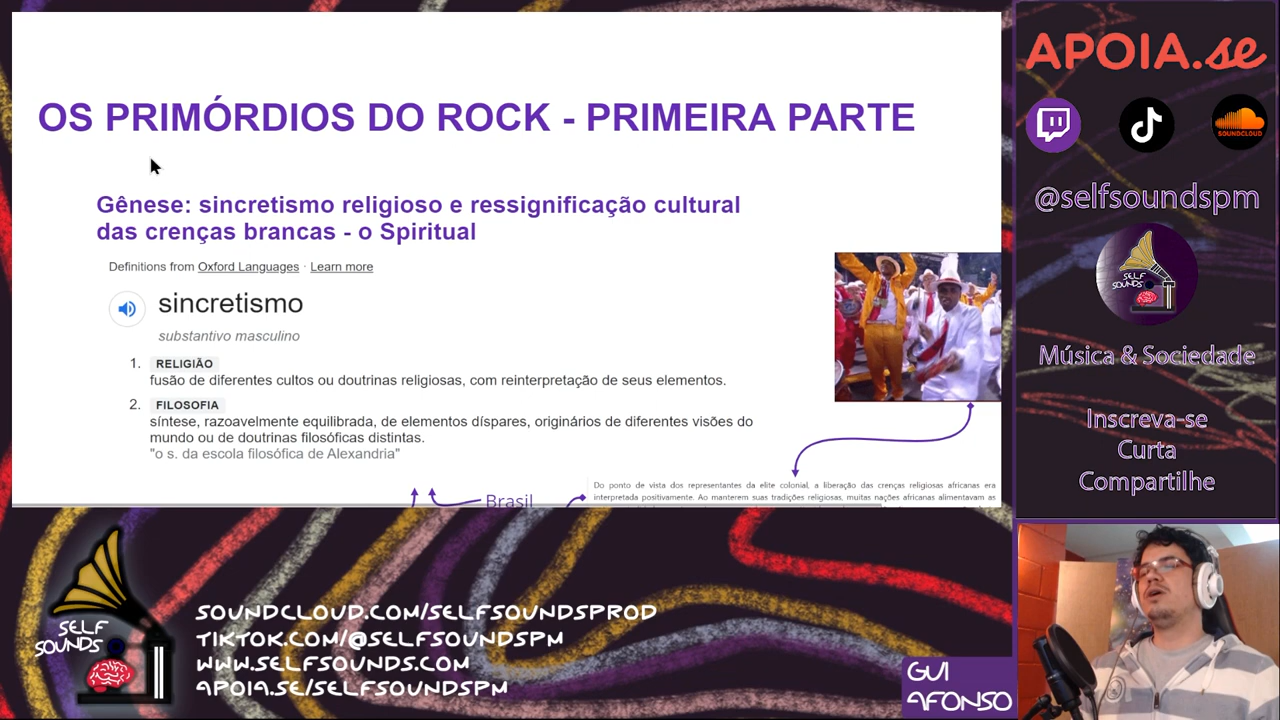 OS PRIMÓRDIOS DO ROCK - PRIMEIRA PARTE
Gênese: sincretismo religioso e ressignificação cultural
das crenças brancas - o Spiritual
Definitions from Oxford Languages · Learn more
sincretismo
substantivo masculino
1. RELIGIÃO
fusão de diferentes cultos ou doutrinas religiosas, com reinterpretação de seus elementos.
2. FILOSOFIA
síntese, razoavelmente equilibrada, de elementos díspares, originários de diferentes visões do
mundo ou de doutrinas filosóficas distintas.
"o s. da escola filosófica de Alexandria"
Brasil
Do ponto de vista dos representantes da elite colonial, a liberação das crenças religiosas africanas era
interpretada positivamente. Ao manterem suas tradições religiosas, muitas nações africanas alimentavam as
APOIA.se
SOUNDCLOUD
@selfsoundspm
SELF
SOUNDS
Música & Sociedade
Inscreva-se
Curta
Compartilhe
SELF
SOUNDS
SOUNDCLOUD.COM/SELFSOUNDSPROD
TIKTOK.COM/@SELFSOUNDSPM
WWW.SELFSOUNDS.COM
APOIA.SE/SELFSOUNDSPM
GUI
AFONSO